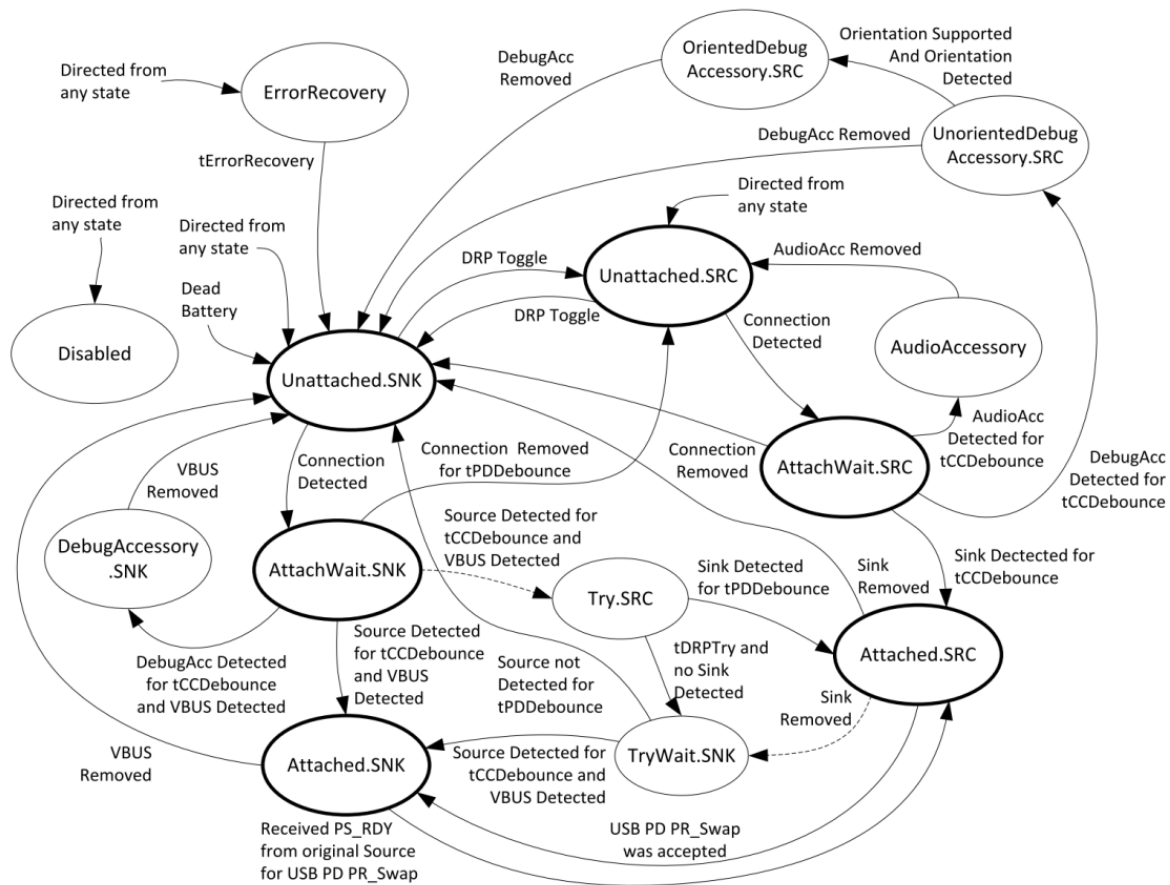 Directed from
any state
ErrorRecovery
tErrorRecovery
DebugAcc
Removed
OrientedDebug
Accessory.SRC
Orientation Supported
And Orientation
Detected
DebugAcc Removed
UnorientedDebug
Accessory.SRC
Directed from
any state
Directed from
any state
Directed from
any state
DRP Toggle
Unattached.SRC
AudioAcc Removed
Dead
Battery
DRP Toggle
Connection
Detected
Disabled
Unattached.SNK
AudioAccessory
AudioAcc
Detected for
tCCDebounce
VBUS
Removed
Connection
Detected
Connection  Removed
for tPDDebounce
Connection
Removed
AttachWait.SRC
DebugAcc
Detected for
tCCDebounce
DebugAccessory
.SNK
AttachWait.SNK
Source Detected for
tCCDebounce and
VBUS Detected
Try.SRC
Sink Detected
for tPDDebounce
Sink
Removed
Sink Dectected for
tCCDebounce
DebugAcc Detected
for tCCDebounce
and VBUS Detected
Source Detected
for tCCDebounce
and VBUS
Detected
Source not
Detected for
tPDDebounce
tDRPTry and
no Sink
Detected
Attached.SRC
Sink
Removed
VBUS
Removed
Attached.SNK
Source Detected for
tCCDebounce and
VBUS Detected
TryWait.SNK
Received PS_RDY
from original Source
for USB PD PR_Swap
USB PD PR_Swap
was accepted